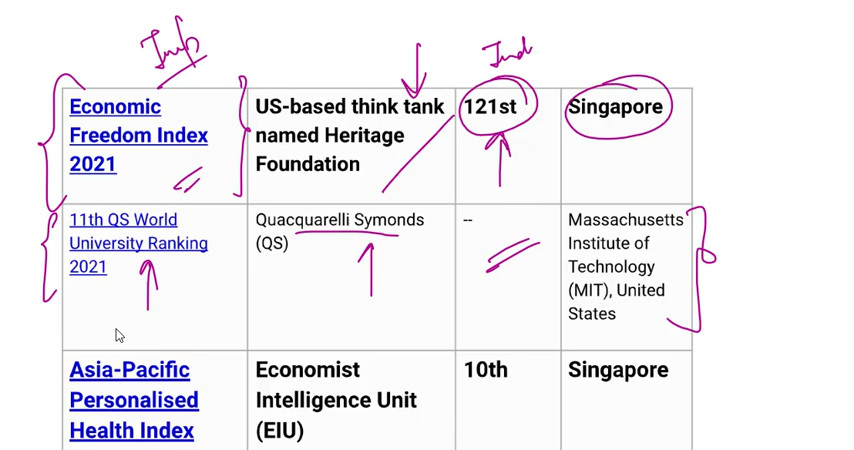 Imp
Ind
Economic
Freedom Index
2021
US-based think tank
named Heritage
Foundation
121st
Singapore
11th QS World
University Ranking
2021
Quacquarelli Symonds
(QS)
--
Massachusetts
Institute of
Technology
(MIT), United
States
Asia-Pacific
Personalised
Health Index
Economist
Intelligence Unit
(EIU)
10th
Singapore